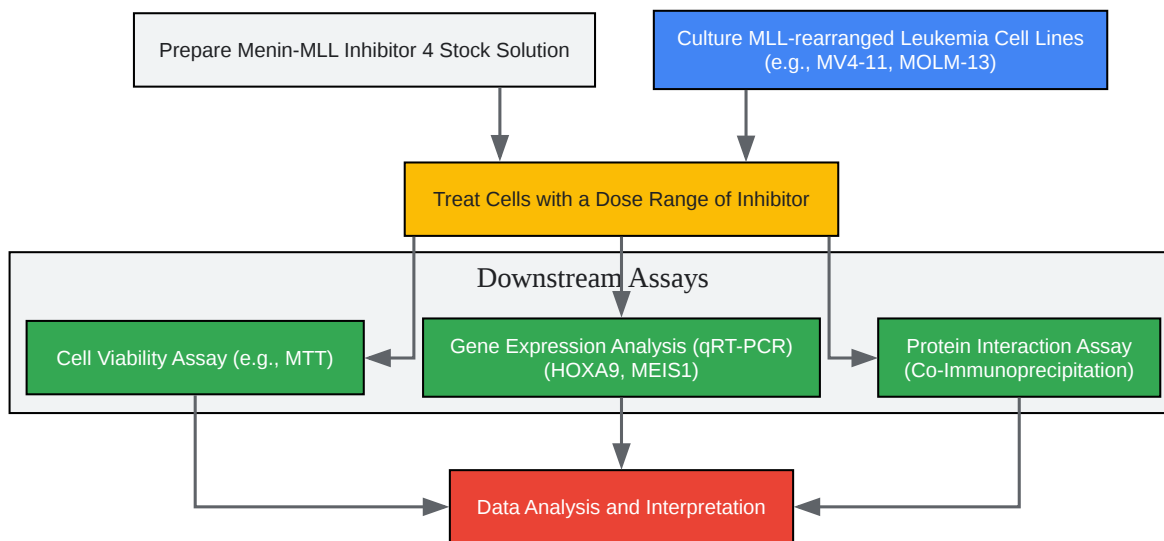 Prepare Menin-MLL Inhibitor 4 Stock Solution
Culture MLL-rearranged Leukemia Cell Lines
(e.g., MV4-11, MOLM-13)
Treat Cells with a Dose Range of Inhibitor
Downstream Assays
Cell Viability Assay (e.g., MTT)
Gene Expression Analysis (qRT-PCR)
(HOXA9, MEIS1)
Protein Interaction Assay
(Co-Immunoprecipitation)
Data Analysis and Interpretation